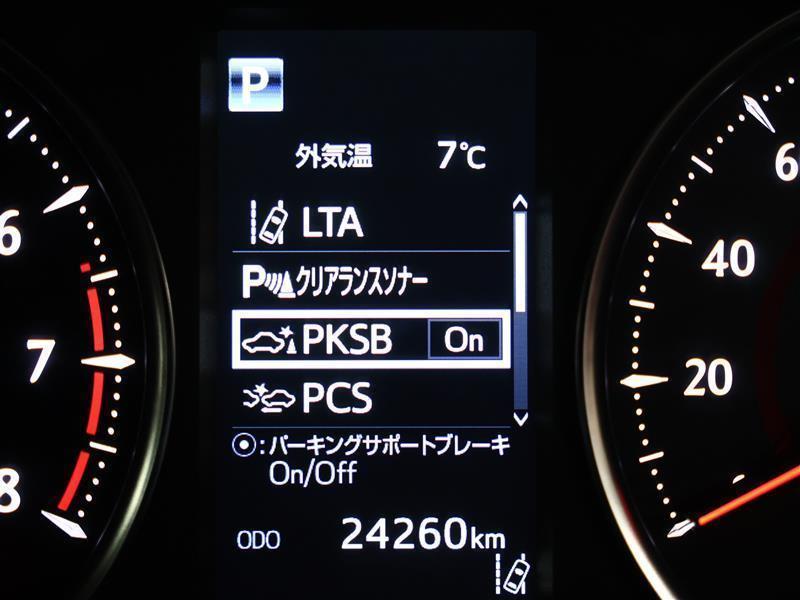 P
外気温 7℃
LTA
Pクリアランスソナー
PKSB On
PCS
⦿:パーキングサポートブレーキ
On/Off
ODO 24260km
6
7
8
60
40
20